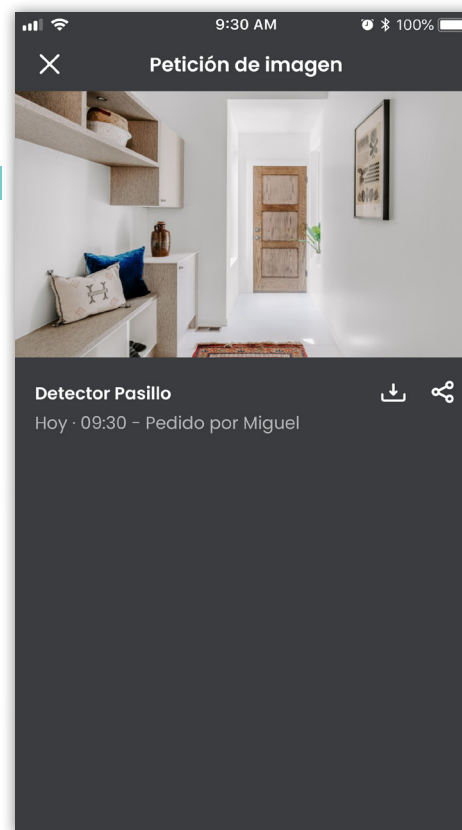 9:30 AM
100%
Petición de imagen
H
Detector Pasillo
Hoy · 09:30 - Pedido por Miguel